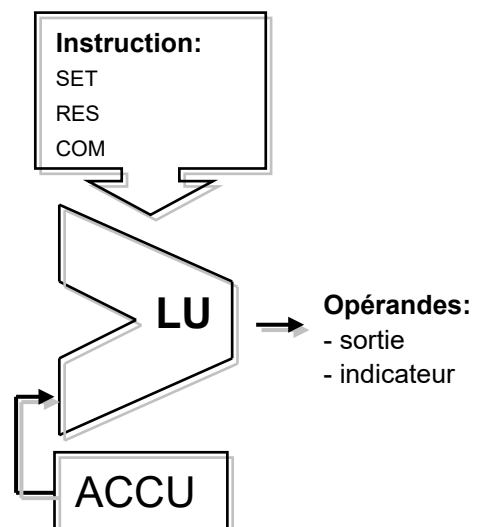 Instruction:
SET
RES
COM
LU
Opérandes:
- sortie
- indicateur
ACCU